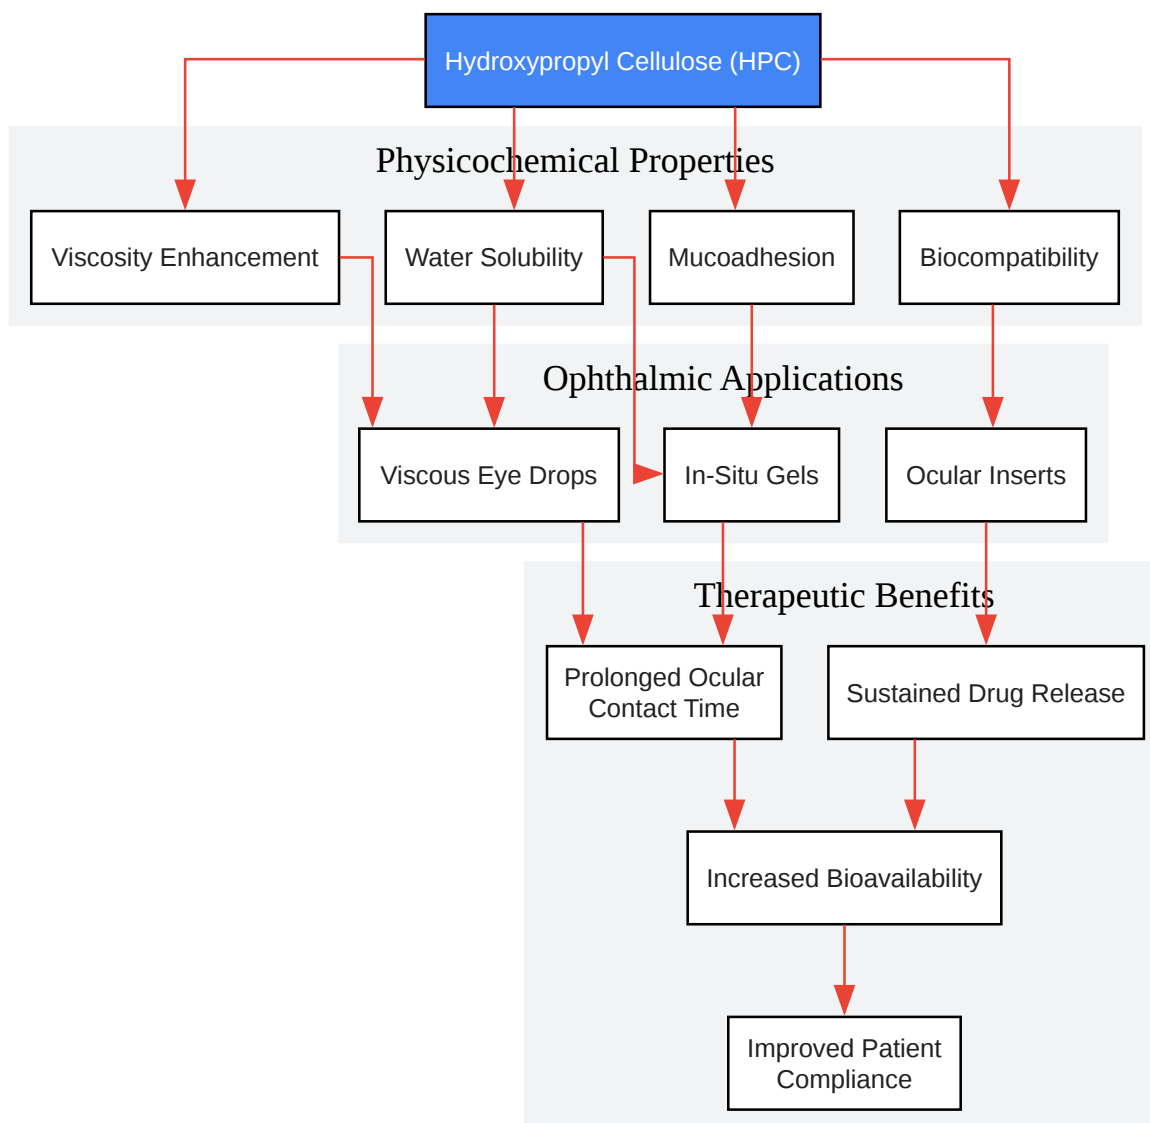 Hydroxypropyl Cellulose (HPC)
Physicochemical Properties
Viscosity Enhancement
Water Solubility
Mucoadhesion
Biocompatibility
Ophthalmic Applications
Viscous Eye Drops
In-Situ Gels
Ocular Inserts
Therapeutic Benefits
Prolonged Ocular
Contact Time
Sustained Drug Release
Increased Bioavailability
Improved Patient
Compliance